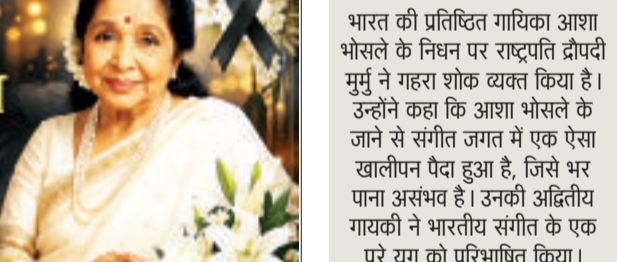 भारत की प्रतिष्ठित गायिका आशा
भोसले के निधन पर राष्ट्रपति द्रौपदी
मुर्मु ने गहरा शोक व्यक्त किया है।
उन्होंने कहा कि आशा भोसले के
जाने से संगीत जगत में एक ऐसा
खालीपन पैदा हुआ है, जिसे भर
पाना असंभव है। उनकी अद्वितीय
गायकी ने भारतीय संगीत के एक
पूरे युग को परिभाषित किया।